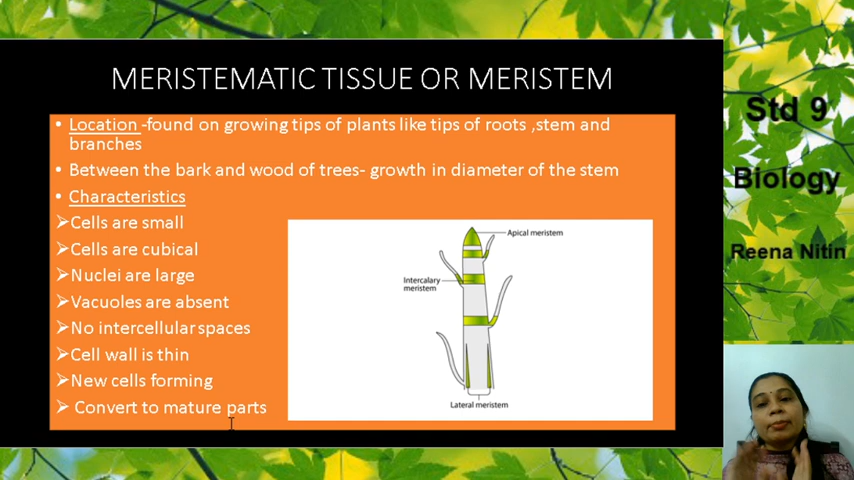 MERISTEMATIC TISSUE OR MERISTEM
• Location -found on growing tips of plants like tips of roots ,stem and
branches
• Between the bark and wood of trees- growth in diameter of the stem
• Characteristics
➢Cells are small
➢Cells are cubical
➢Nuclei are large
➢Vacuoles are absent
➢No intercellular spaces
➢Cell wall is thin
➢New cells forming
➢ Convert to mature parts
Apical meristem
Intercalary
meristem
Lateral meristem
Std 9
Biology
Reena Nitin